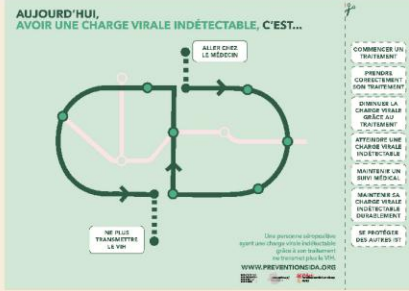 AUJOURD'HUI,
AVOIR UNE CHARGE VIRALE INDÉTECTABLE, C'EST...
ALLER CHEZ
LE MÉDECIN
NE PLUS
TRANSMETTRE
LE VIH
COMMENCER UN
TRAITEMENT
PRENDRE
CORRECTEMENT
SON TRAITEMENT
DIMINUER LA
CHARGE VIRALE
GRÂCE AU
TRAITEMENT
ATTEINDRE UNE
CHARGE VIRALE
INDÉTECTABLE
MAINTENIR UN
SUIVI MÉDICAL
MAINTENIR SA
CHARGE VIRALE
INDÉTECTABLE
DURABLEMENT
SE PROTÉGER
DES AUTRES IST
Une personne séropositive
ayant une charge virale indétectable
grâce à son traitement
ne transmet plus le VIH.
WWW.PREVENTIONSIDA.ORG